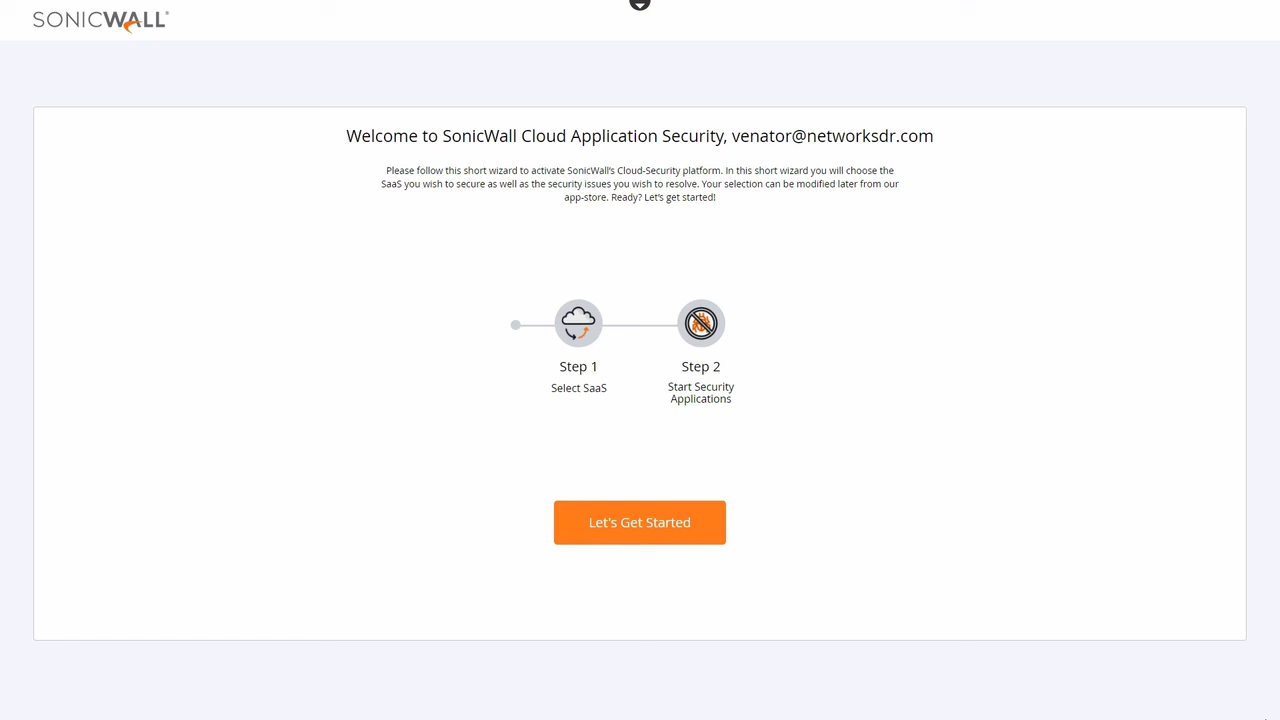 SONICWALL®
Welcome to SonicWall Cloud Application Security, venator@networksdr.com
Please follow this short wizard to activate SonicWall's Cloud-Security platform. In this short wizard you will choose the
SaaS you wish to secure as well as the security issues you wish to resolve. Your selection can be modified later from our
app-store. Ready? Let's get started!
Step 1
Select SaaS
Step 2
Start Security
Applications
Let's Get Started